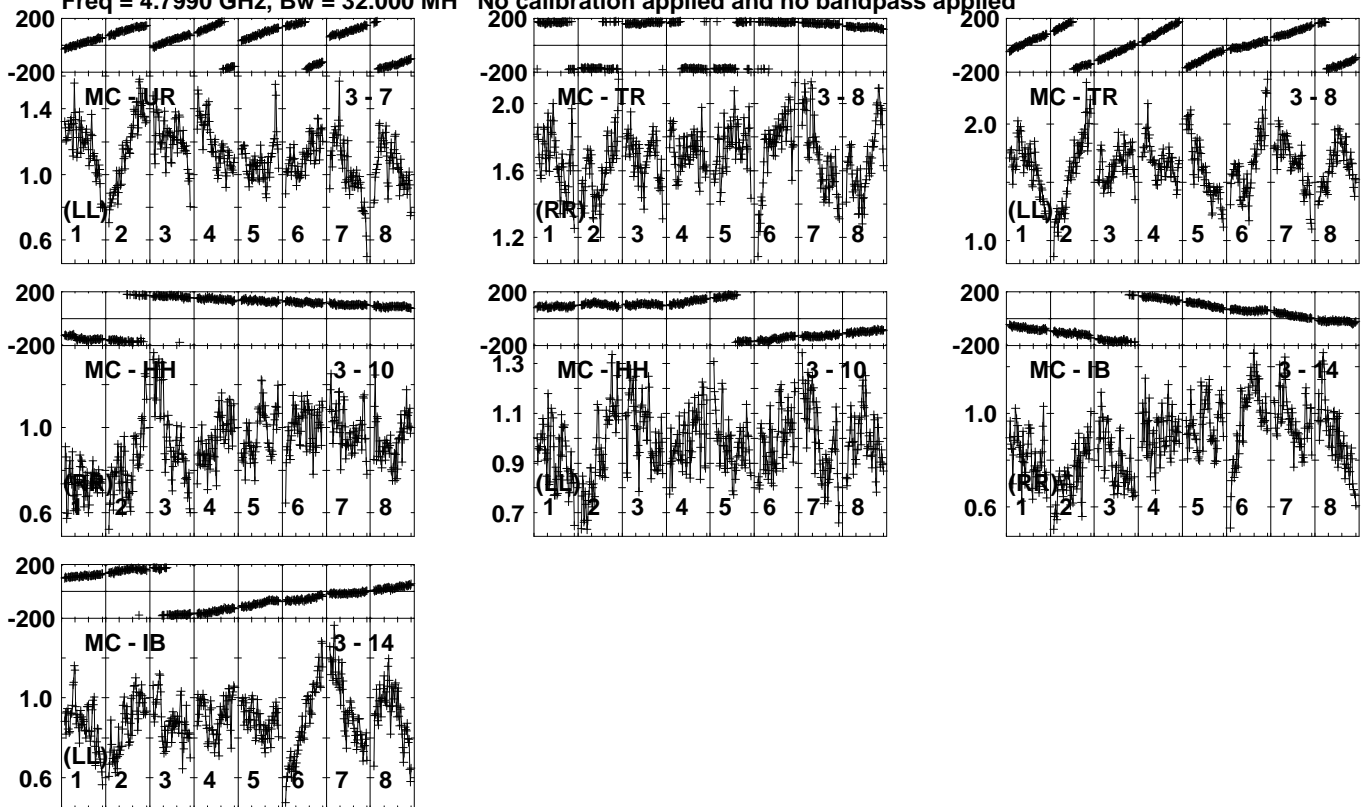 Freq = 4.7990 GHz, Bw = 32.000 MH No calibration applied and no bandpass applied
200
-200
MC - UR 3 - 7
1.4
1.0
0.6
(LL)
1 2 3 4 5 6 7 8
MC - TR 3 - 8
2.0
1.6
1.2
(RR)
1 2 3 4 5 6 7 8
200
-200
MC - TR 3 - 8
2.0
1.0
(LL)
1 2 3 4 5 6 7 8
200
-200
MC - HH 3 - 10
1.0
0.6
(RR)
1 2 3 4 5 6 7 8
200
-200
MC - HH 3 - 10
1.3
1.1
0.9
0.7
(LL)
1 2 3 4 5 6 7 8
200
-200
MC - IB 3 - 14
1.0
0.6
(RR)
1 2 3 4 5 6 7 8
200
-200
MC - IB 3 - 14
1.0
0.6
(LL)
1 2 3 4 5 6 7 8
200
-200